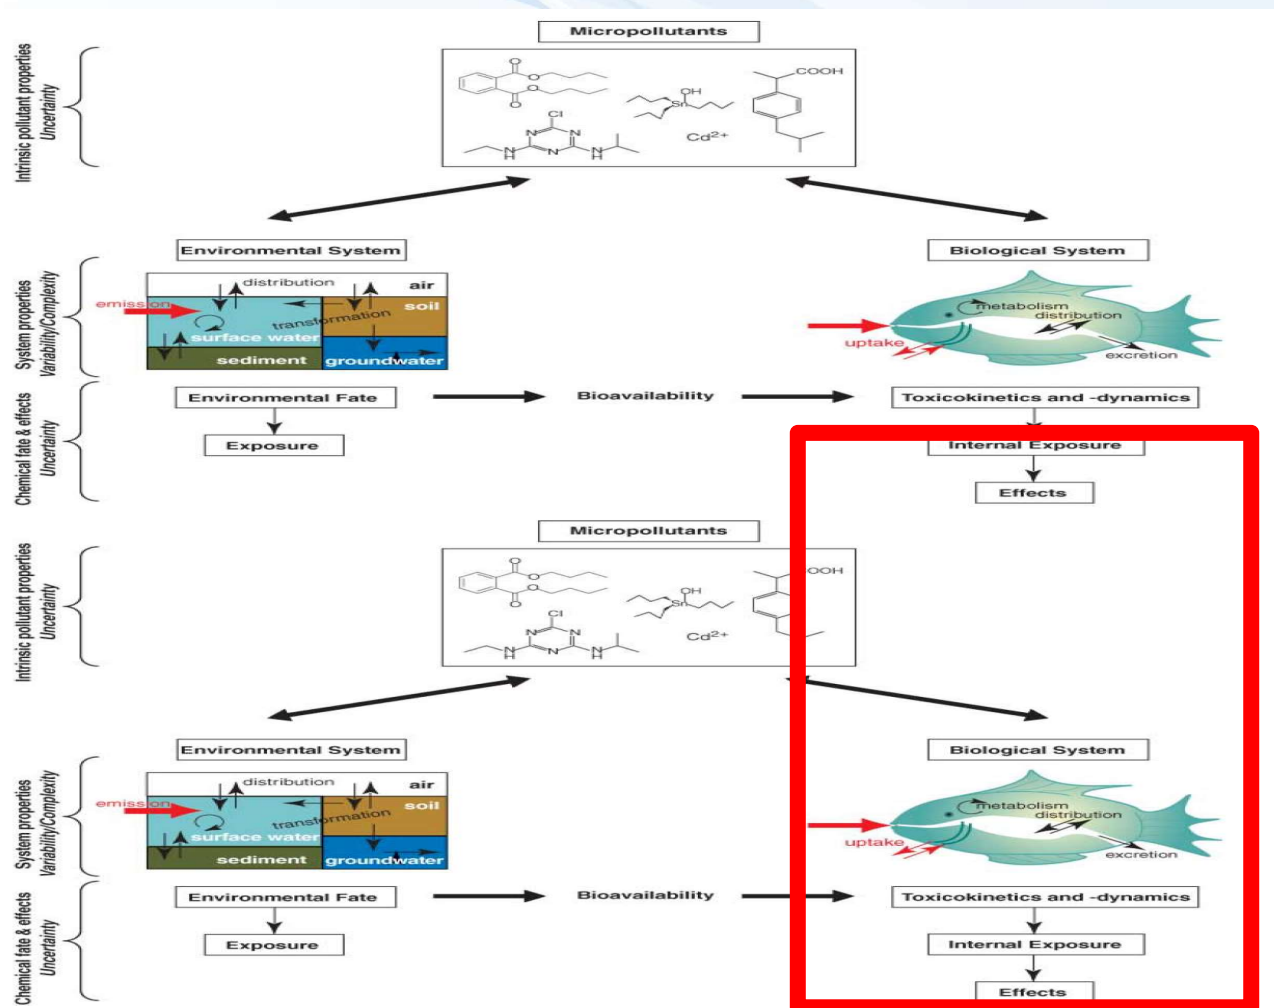 Micropollutants
Intrinsic pollutant properties
Uncertainty
O
O
O
O
OH
Sn
COOH
Cl
N
N
N
N
H
N
H
Cd2+
Environmental System
Biological System
System properties
Variability/Complexity
distribution
air
emission
soil
transformation
surface water
sediment
groundwater
metabolism
distribution
uptake
excretion
Chemical fate & effects
Uncertainty
Environmental Fate
Bioavailability
Toxicokinetics and -dynamics
Exposure
Internal Exposure
Effects
Micropollutants
Intrinsic pollutant properties
Uncertainty
O
O
O
O
OH
Sn
OOH
Cl
N
N
N
N
H
N
H
Cd2+
Environmental System
Biological System
System properties
Variability/Complexity
distribution
air
emission
soil
transformation
surface water
sediment
groundwater
metabolism
distribution
uptake
excretion
Chemical fate & effects
Uncertainty
Environmental Fate
Bioavailability
Toxicokinetics and -dynamics
Exposure
Internal Exposure
Effects